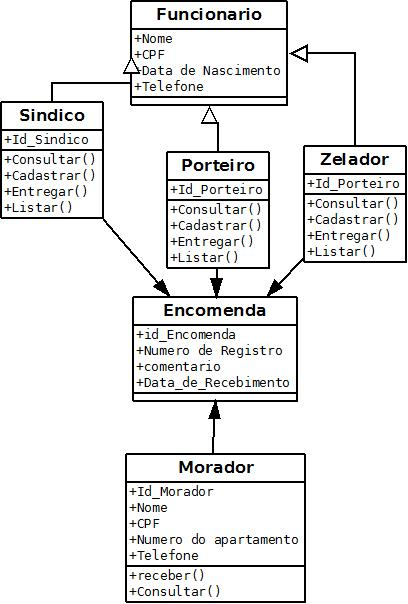 Funcionario
+Nome
+CPF
+Data de Nascimento
+Telefone
Sindico
+Id_Sindico
+Consultar()
+Cadastrar()
+Entregar()
+Listar()
Porteiro
+Id_Porteiro
+Consultar()
+Cadastrar()
+Entregar()
+Listar()
Zelador
+Id_Porteiro
+Consultar()
+Cadastrar()
+Entregar()
+Listar()
Encomenda
+id_Encomenda
+Numero de Registro
+comentario
+Data_de_Recebimento
Morador
+Id_Morador
+Nome
+CPF
+Numero do apartamento
+Telefone
+receber()
+Consultar()